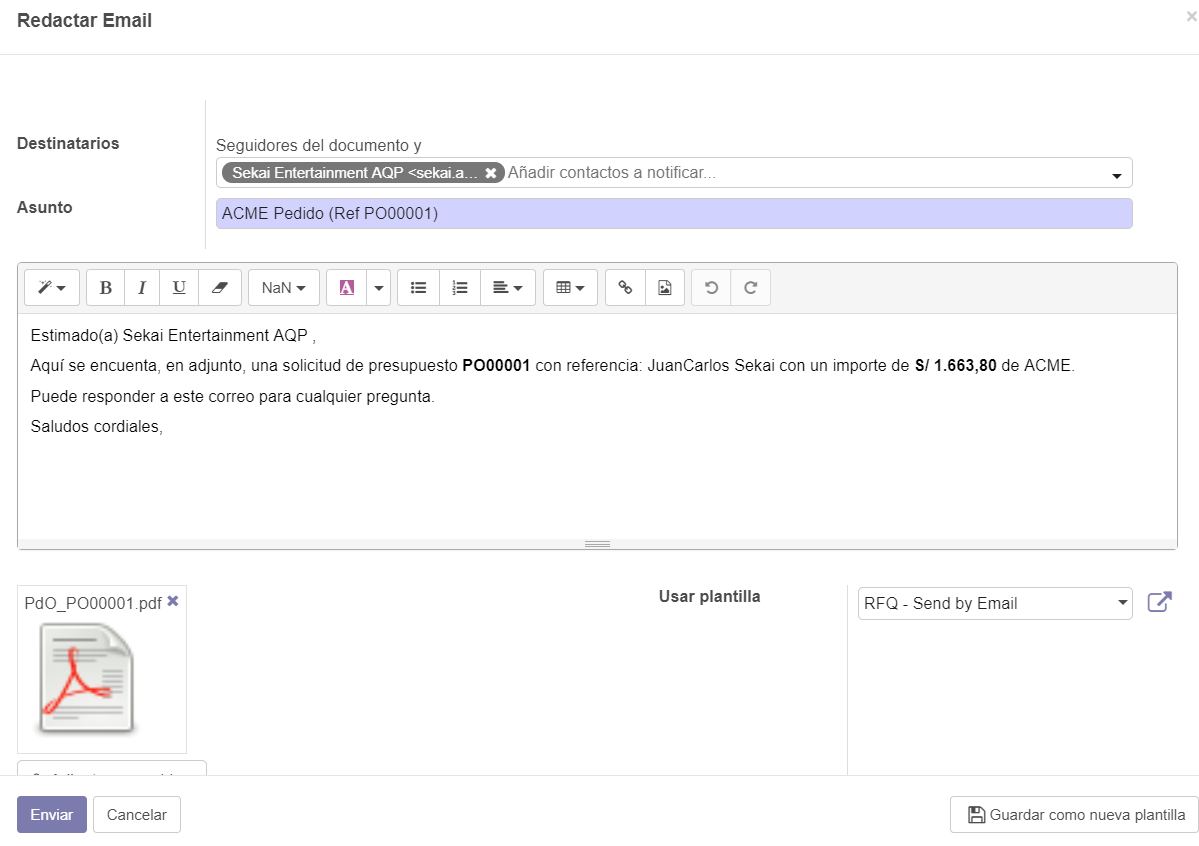 Redactar Email
×
Destinatarios
Seguidores del documento y
Sekai Entertainment AQP <sekai.a... Añadir contactos a notificar...
Asunto
ACME Pedido (Ref PO00001)
B I U NaN A
Estimado(a) Sekai Entertainment AQP ,
Aquí se encuenta, en adjunto, una solicitud de presupuesto PO00001 con referencia: JuanCarlos Sekai con un importe de S/ 1.663,80 de ACME.
Puede responder a este correo para cualquier pregunta.
Saludos cordiales,
PdO_PO00001.pdf
Usar plantilla
RFQ - Send by Email
Enviar
Cancelar
Guardar como nueva plantilla